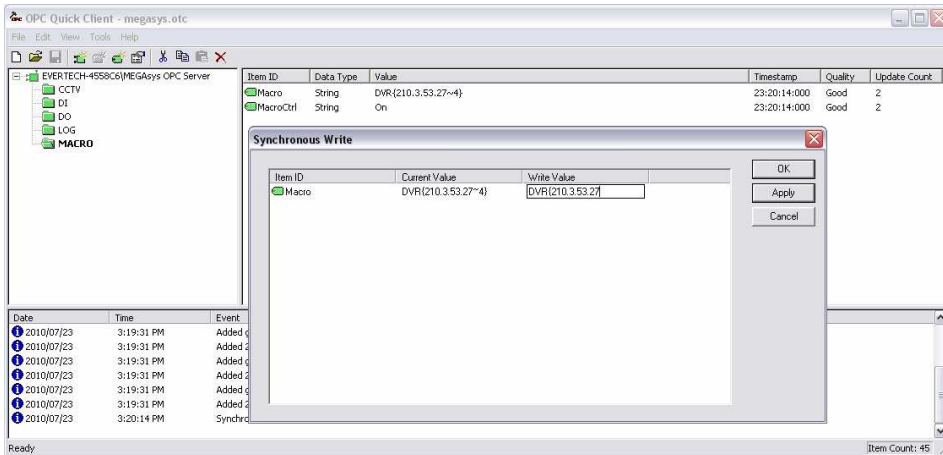 OPC Quick Client - megasys.otc
File Edit View Tools Help
EVERTECH-4558C6\MEGAsys OPC Server
CCTV
DI
DO
LOG
MACRO
Item ID Data Type Value Timestamp Quality Update Count
Macro String DVR{210.3.53.27~4} 23:20:14:000 Good 2
MacroCtrl String On 23:20:14:000 Good 2
Synchronous Write
Item ID Current Value Write Value
Macro DVR{210.3.53.27~4} DVR{210.3.53.27
OK
Apply
Cancel
Date Time Event
2010/07/23 3:19:31 PM Added g
2010/07/23 3:19:31 PM Added 2
2010/07/23 3:19:31 PM Added g
2010/07/23 3:19:31 PM Added 2
2010/07/23 3:19:31 PM Added g
2010/07/23 3:19:31 PM Added 2
2010/07/23 3:20:14 PM Synchro
Ready Item Count: 45